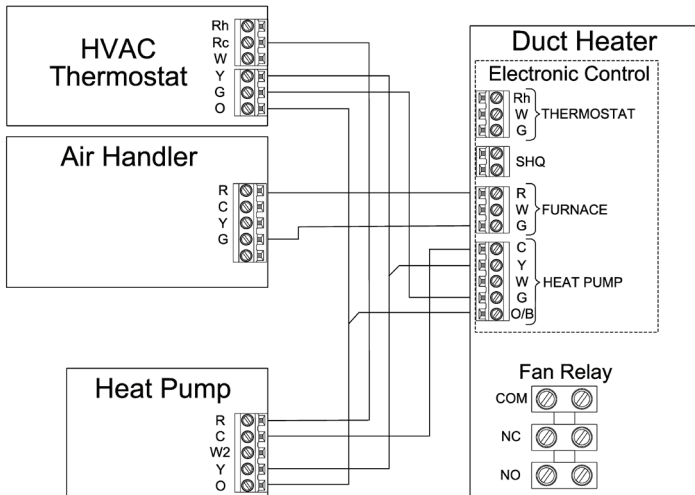 HVAC
Thermostat
Rh
Rc
W
Y
G
O
Air Handler
R
C
Y
G
Heat Pump
R
C
W2
Y
O
Duct Heater
Electronic Control
Rh
W
G
THERMOSTAT
SHQ
R
W
G
FURNACE
C
Y
W
G
O/B
HEAT PUMP
Fan Relay
COM
NC
NO